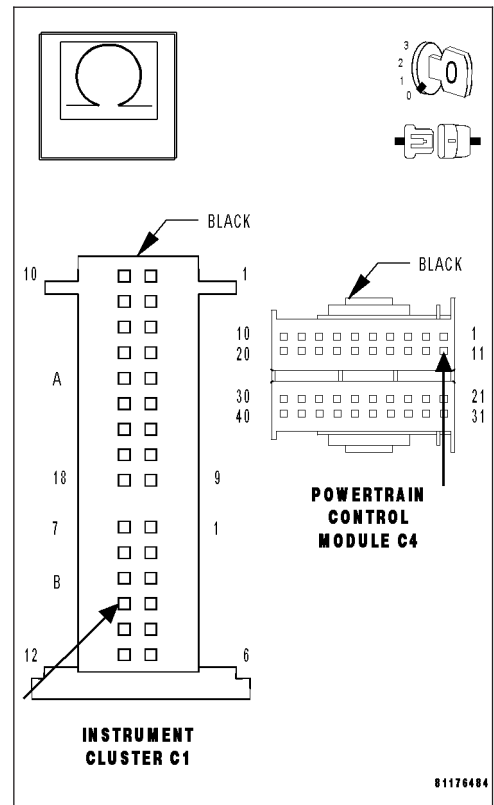 3
2
1
0
BLACK
10 1
BLACK
10 1
20 11
A
30 21
40 31
18 9
POWERTRAIN
CONTROL
MODULE C4
7 1
B
12 6
INSTRUMENT
CLUSTER C1
81176484